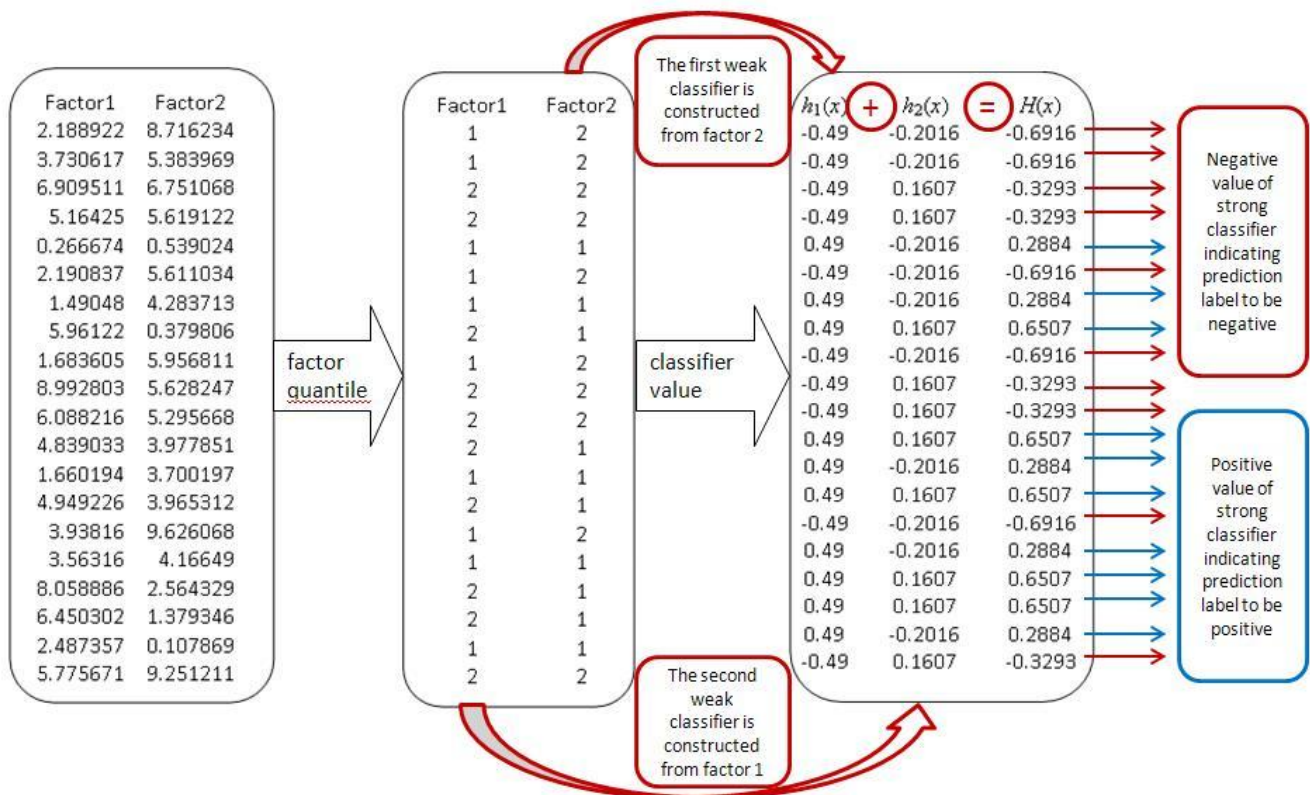 Factor1 Factor2
2.188922 8.716234
3.730617 5.383969
6.909511 6.751068
5.16425 5.619122
0.266674 0.539024
2.190837 5.611034
1.49048 4.283713
5.96122 0.379806
1.683605 5.956811
8.992803 5.628247
6.088216 5.295668
4.839033 3.977851
1.660194 3.700197
4.949226 3.965312
3.93816 9.626068
3.56316 4.16649
8.058886 2.564329
6.450302 1.379346
2.487357 0.107869
5.775671 9.251211
factor
quantile
Factor1 Factor2
1 2
1 2
2 2
2 2
1 1
1 2
1 1
2 1
1 2
2 2
2 2
2 1
1 1
2 1
1 2
1 1
2 1
2 1
1 1
2 2
The first weak
classifier is
constructed
from factor 2
classifier
value
The second
weak
classifier is
constructed
from factor 1
h₁(x) + h₂(x) = H(x)
-0.49 -0.2016 -0.6916
-0.49 -0.2016 -0.6916
-0.49 0.1607 -0.3293
-0.49 0.1607 -0.3293
0.49 -0.2016 0.2884
-0.49 -0.2016 -0.6916
0.49 -0.2016 0.2884
0.49 0.1607 0.6507
-0.49 -0.2016 -0.6916
-0.49 0.1607 -0.3293
-0.49 0.1607 -0.3293
0.49 0.1607 0.6507
0.49 -0.2016 0.2884
0.49 0.1607 0.6507
-0.49 -0.2016 -0.6916
0.49 -0.2016 0.2884
0.49 0.1607 0.6507
0.49 0.1607 0.6507
0.49 -0.2016 0.2884
-0.49 0.1607 -0.3293
Negative
value of
strong
classifier
indicating
prediction
label to be
negative
Positive
value of
strong
classifier
indicating
prediction
label to be
positive